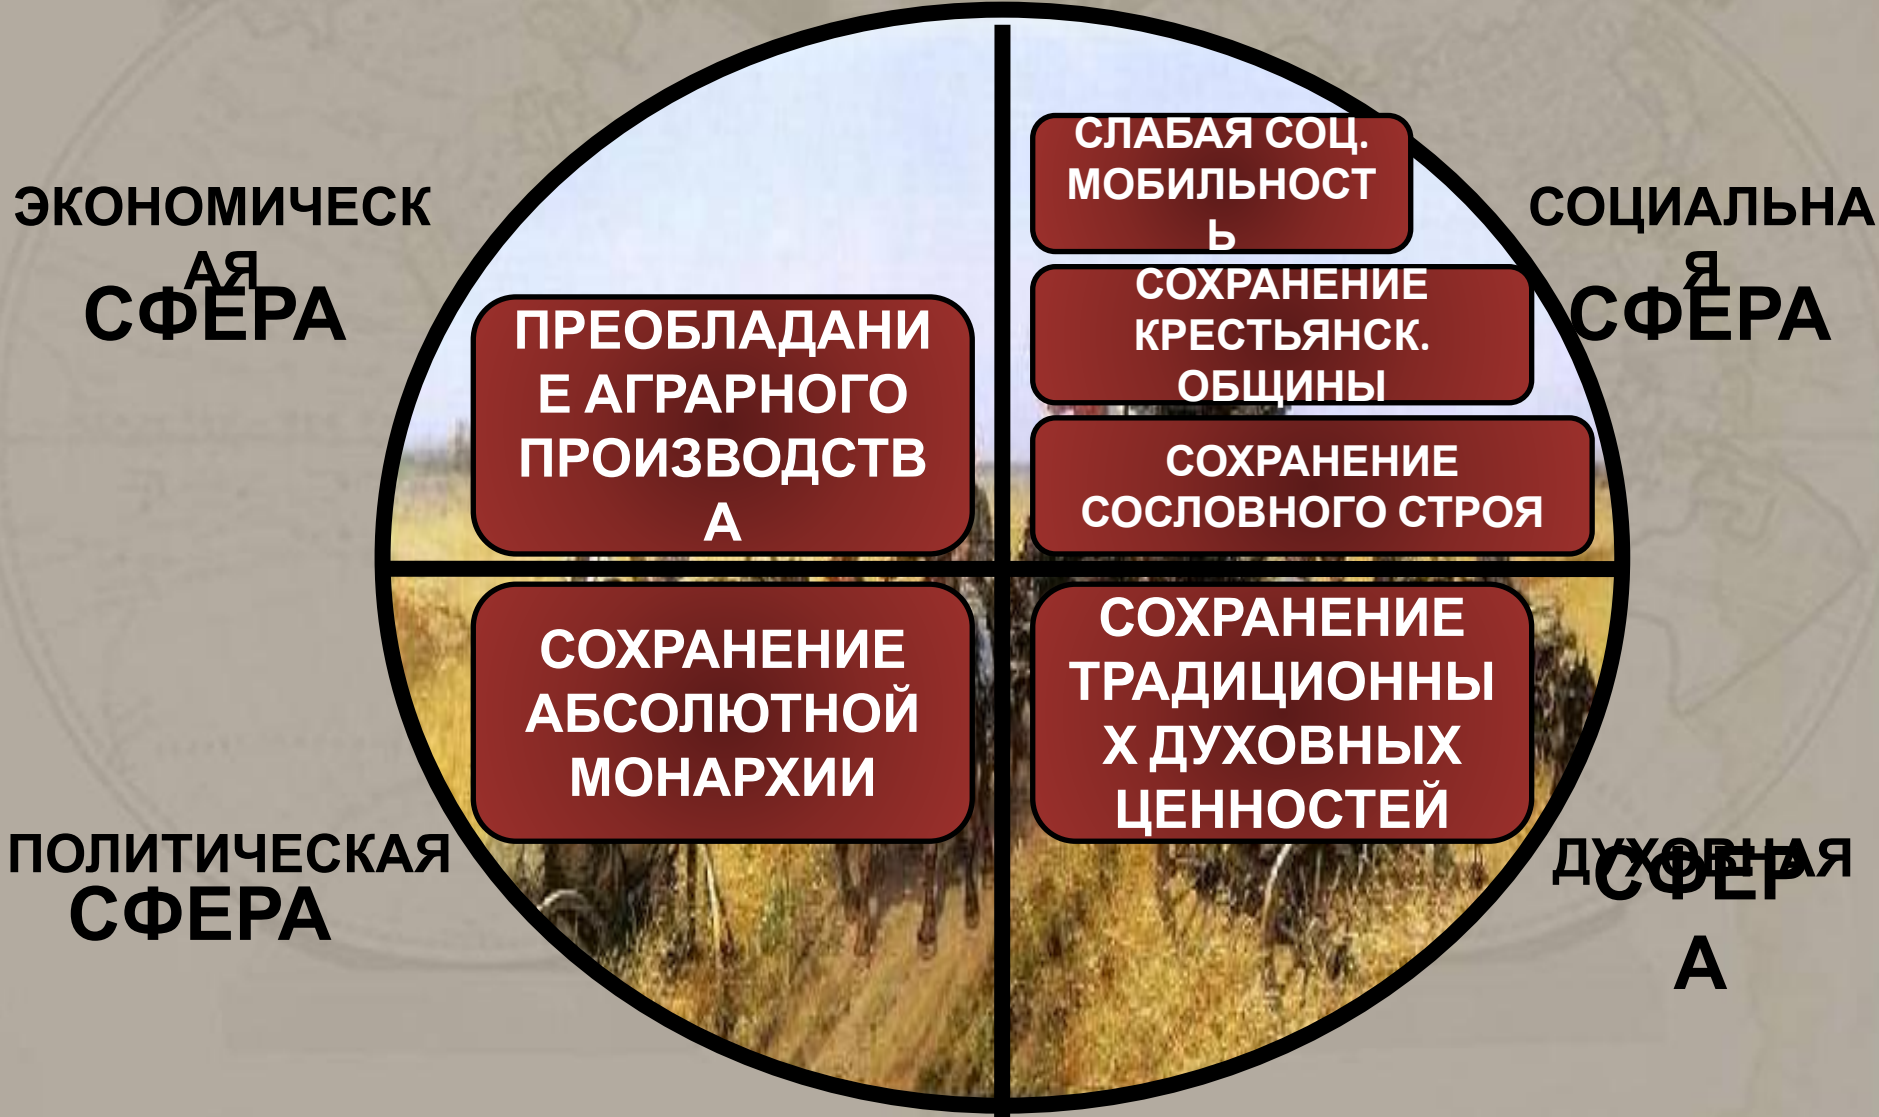 ЭКОНОМИЧЕСК
АЯ
СФЕРА
ПРЕОБЛАДАНИ
Е АГРАРНОГО
ПРОИЗВОДСТВ
А
СЛАБАЯ СОЦ.
МОБИЛЬНОСТ
Ь
СОХРАНЕНИЕ
КРЕСТЬЯНСК.
ОБЩИНЫ
СОХРАНЕНИЕ
СОСЛОВНОГО СТРОЯ
СОЦИАЛЬНА
Я
СФЕРА
ПОЛИТИЧЕСКАЯ
СФЕРА
СОХРАНЕНИЕ
АБСОЛЮТНОЙ
МОНАРХИИ
СОХРАНЕНИЕ
ТРАДИЦИОННЫ
Х ДУХОВНЫХ
ЦЕННОСТЕЙ
ДУХОВНАЯ
СФЕР
А